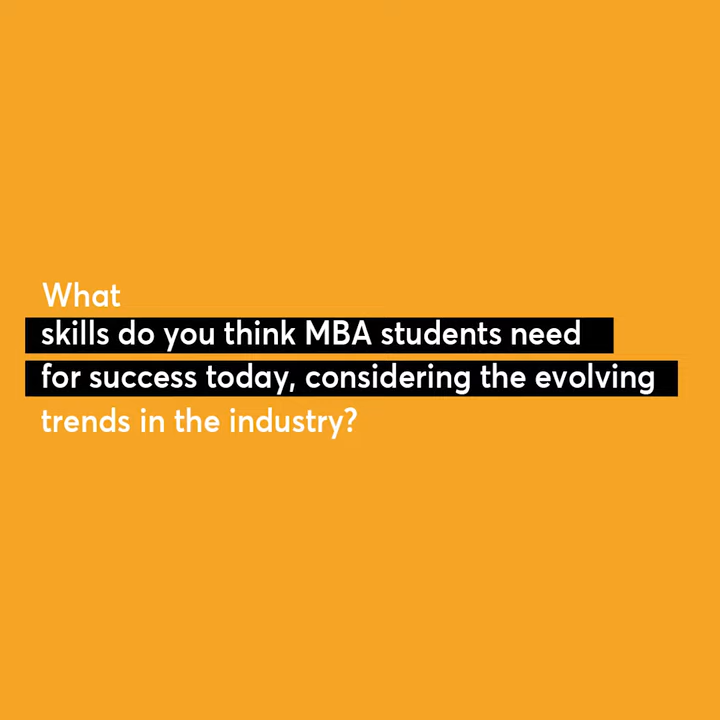 What
skills do you think MBA students need
for success today, considering the evolving
trends in the industry?